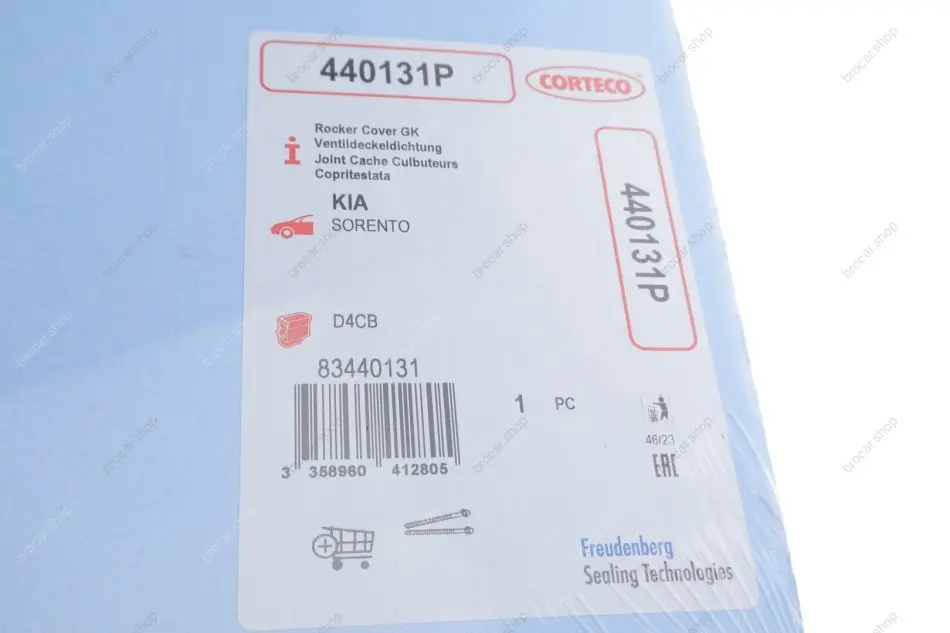 440131P
CORTECO
Rocker Cover GK
Ventildeckeldichtung
Joint Cache Culbuteurs
Copritestata
KIA
SORENTO
440131P
D4CB
83440131
1 PC
3 358960 412805
46/23
EAC
Freudenberg
Sealing Technologies
brocar.shop